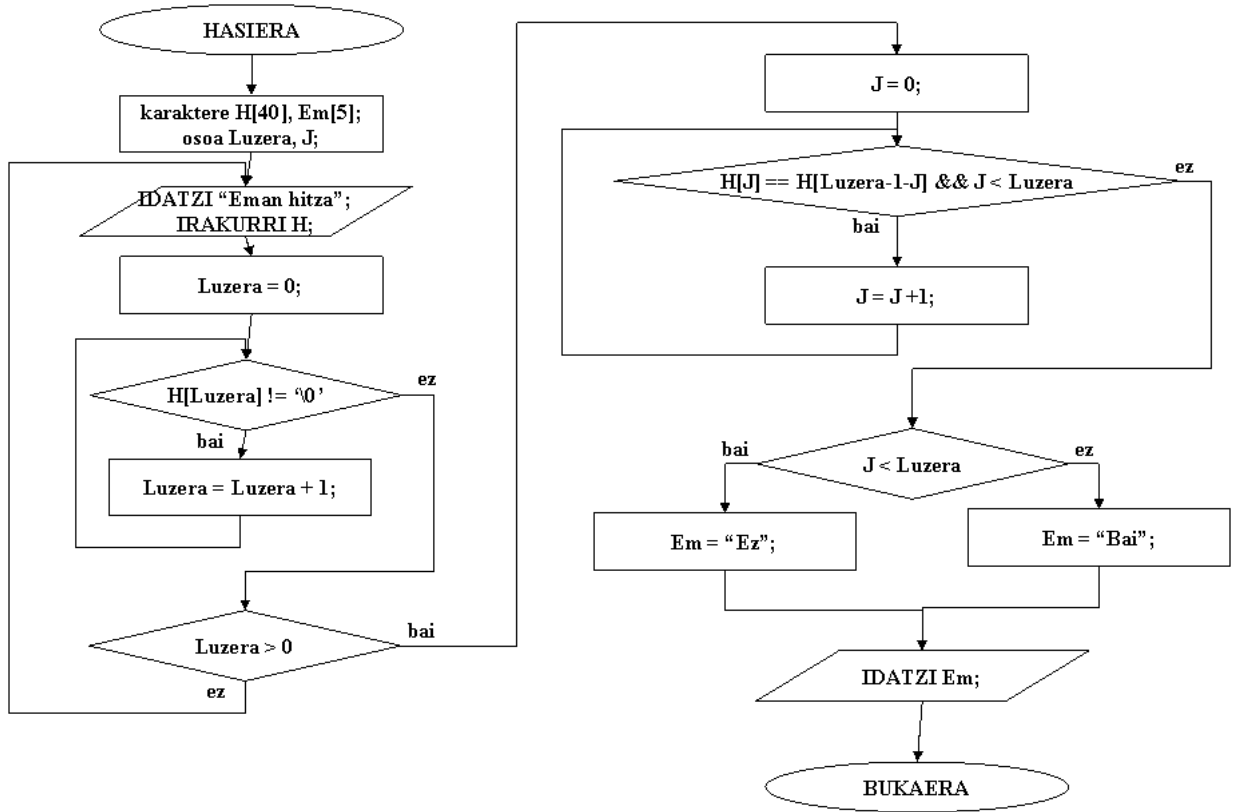 HASIERA
karaktere H[40], Em[5];
osoa Luzera, J;
IDATZI “Eman hitza”;
IRAKURRI H;
Luzera = 0;
H[Luzera] != ‘\0’
ez
bai
Luzera = Luzera + 1;
Luzera > 0
bai
ez
J = 0;
H[J] == H[Luzera-1-J] && J < Luzera
ez
bai
J = J +1;
J < Luzera
bai
ez
Em = “Ez”;
Em = “Bai”;
IDATZI Em;
BUKAERA